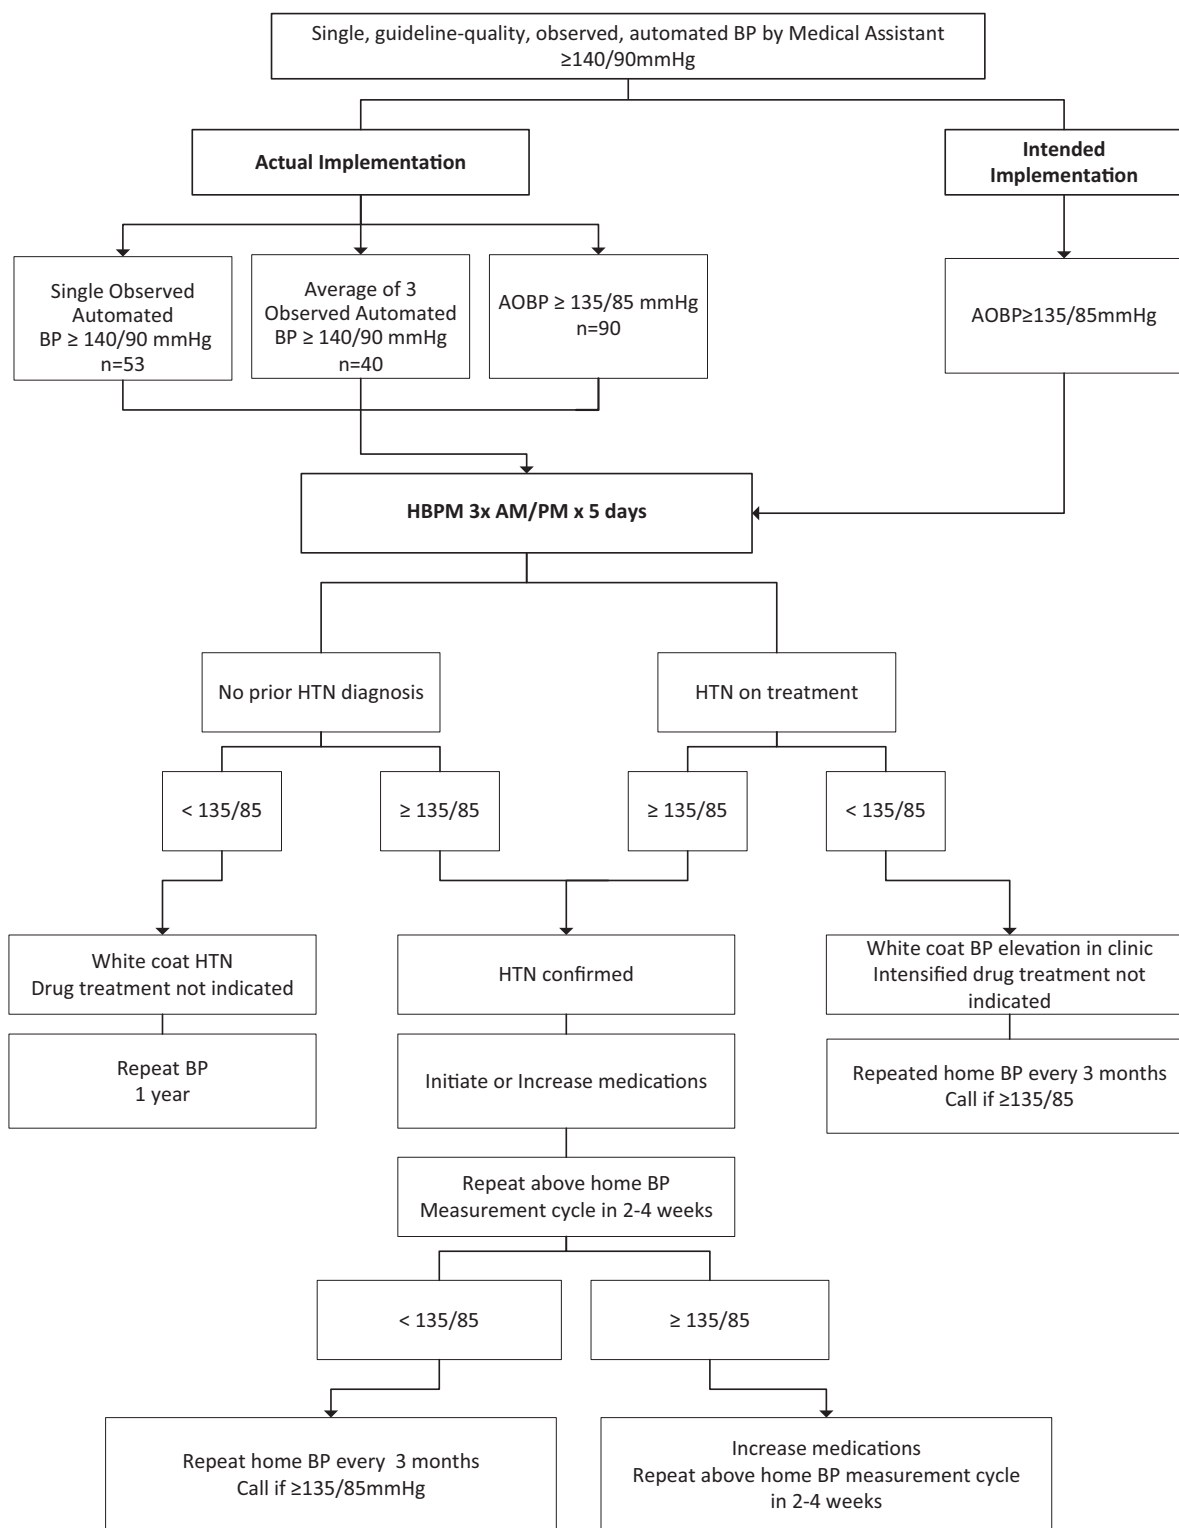 Single, guideline-quality, observed, automated BP by Medical Assistant
≥140/90mmHg
Actual Implementation
Intended
Implementation
Single Observed
Automated
BP ≥ 140/90 mmHg
n=53
Average of 3
Observed Automated
BP ≥ 140/90 mmHg
n=40
AOBP ≥ 135/85 mmHg
n=90
AOBP≥135/85mmHg
HBPM 3x AM/PM x 5 days
No prior HTN diagnosis
HTN on treatment
< 135/85
≥ 135/85
≥ 135/85
< 135/85
White coat HTN
Drug treatment not indicated
HTN confirmed
White coat BP elevation in clinic
Intensified drug treatment not
indicated
Repeat BP
1 year
Initiate or Increase medications
Repeated home BP every 3 months
Call if ≥135/85
Repeat above home BP
Measurement cycle in 2-4 weeks
< 135/85
≥ 135/85
Repeat home BP every 3 months
Call if ≥135/85mmHg
Increase medications
Repeat above home BP measurement cycle
in 2-4 weeks